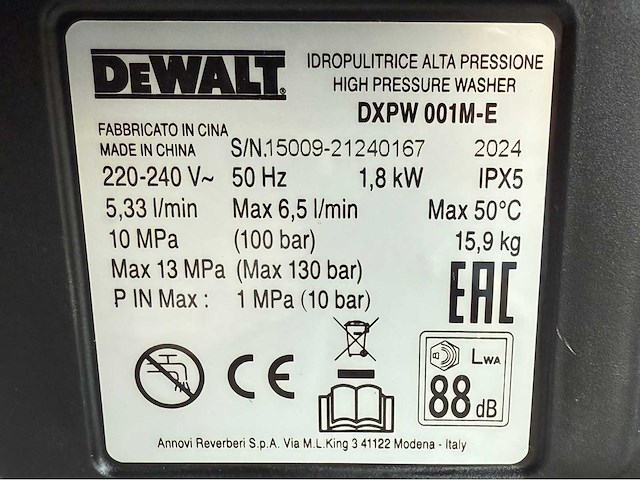 DEWALT
IDROPULITRICE ALTA PRESSIONE
HIGH PRESSURE WASHER
DXPW 001M-E
FABBRICATO IN CINA
MADE IN CHINA S/N.15009-21240167 2024
220-240 V~ 50 Hz 1,8 kW IPX5
5,33 l/min Max 6,5 l/min Max 50°C
10 MPa (100 bar) 15,9 kg
Max 13 MPa (Max 130 bar)
P IN Max : 1 MPa (10 bar)
EAC
CE
LWA
88 dB
Annovi Reverberi S.p.A. Via M.L.King 3 41122 Modena - Italy